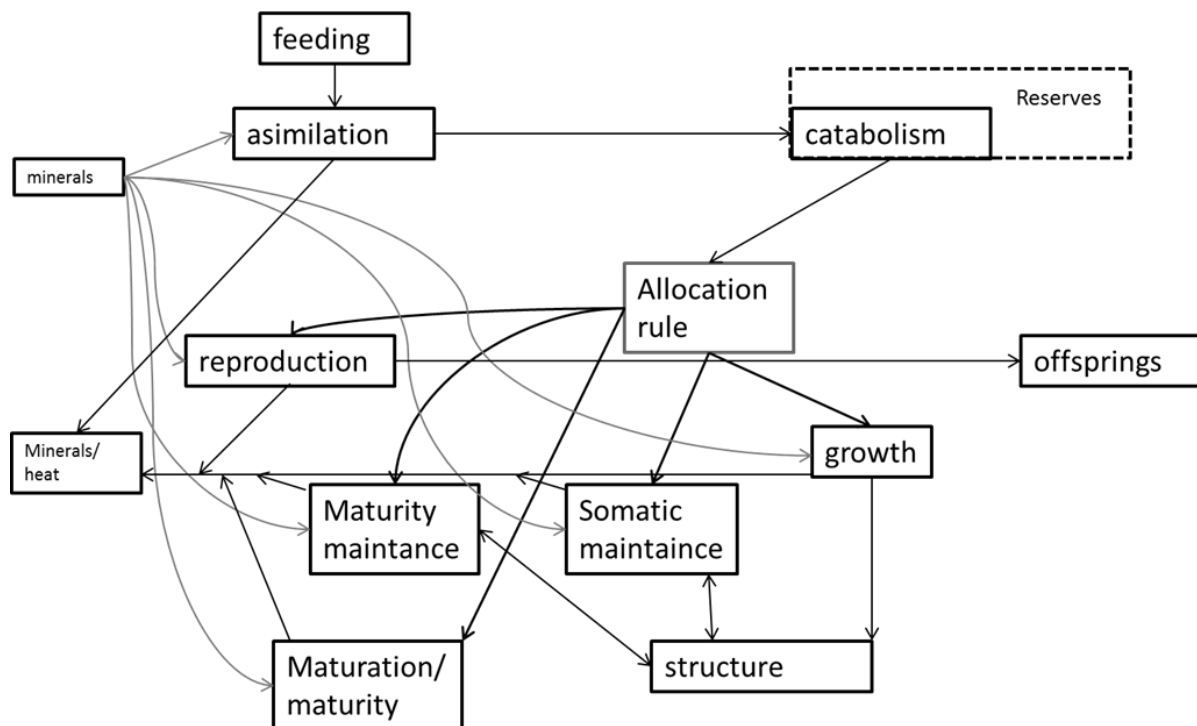 feeding
Reserves
asimilation
catabolism
minerals
Allocation
rule
reproduction
offsprings
Minerals/
heat
growth
Maturity
maintance
Somatic
maintaince
Maturation/
maturity
structure